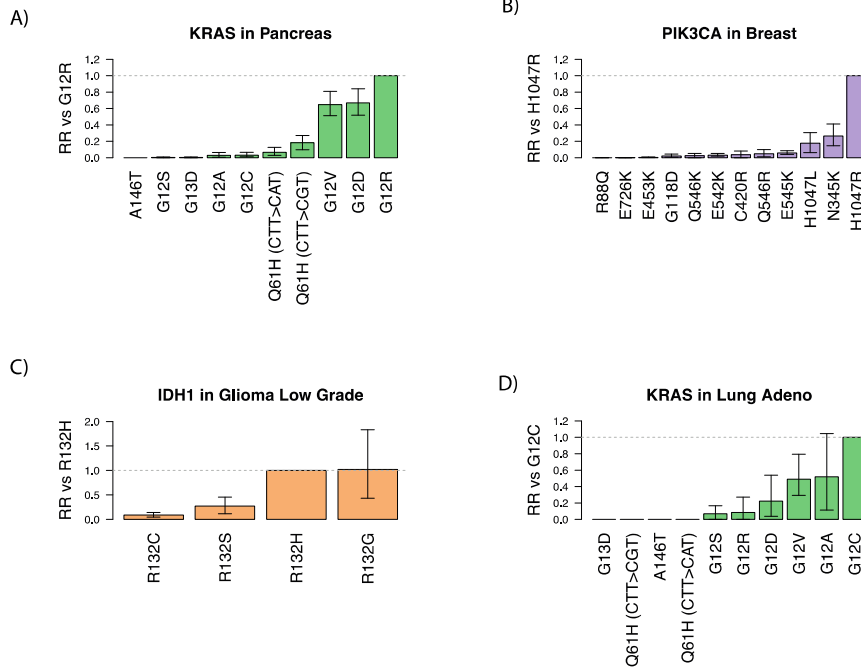 A)
KRAS in Pancreas
RR vs G12R
1.2
1.0
0.8
0.6
0.4
0.2
0.0
A146T
G12S
G13D
G12A
G12C
Q61H (CTT>CAT)
Q61H (CTT>CGT)
G12V
G12D
G12R
B)
PIK3CA in Breast
RR vs H1047R
1.2
1.0
0.8
0.6
0.4
0.2
0.0
R88Q
E726K
E453K
G118D
Q546K
E542K
C420R
Q546R
E545K
H1047L
N345K
H1047R
C)
IDH1 in Glioma Low Grade
RR vs R132H
2.0
1.5
1.0
0.5
0.0
R132C
R132S
R132H
R132G
D)
KRAS in Lung Adeno
RR vs G12C
1.2
1.0
0.8
0.6
0.4
0.2
0.0
G13D
Q61H (CTT>CGT)
A146T
Q61H (CTT>CAT)
G12S
G12R
G12D
G12V
G12A
G12C